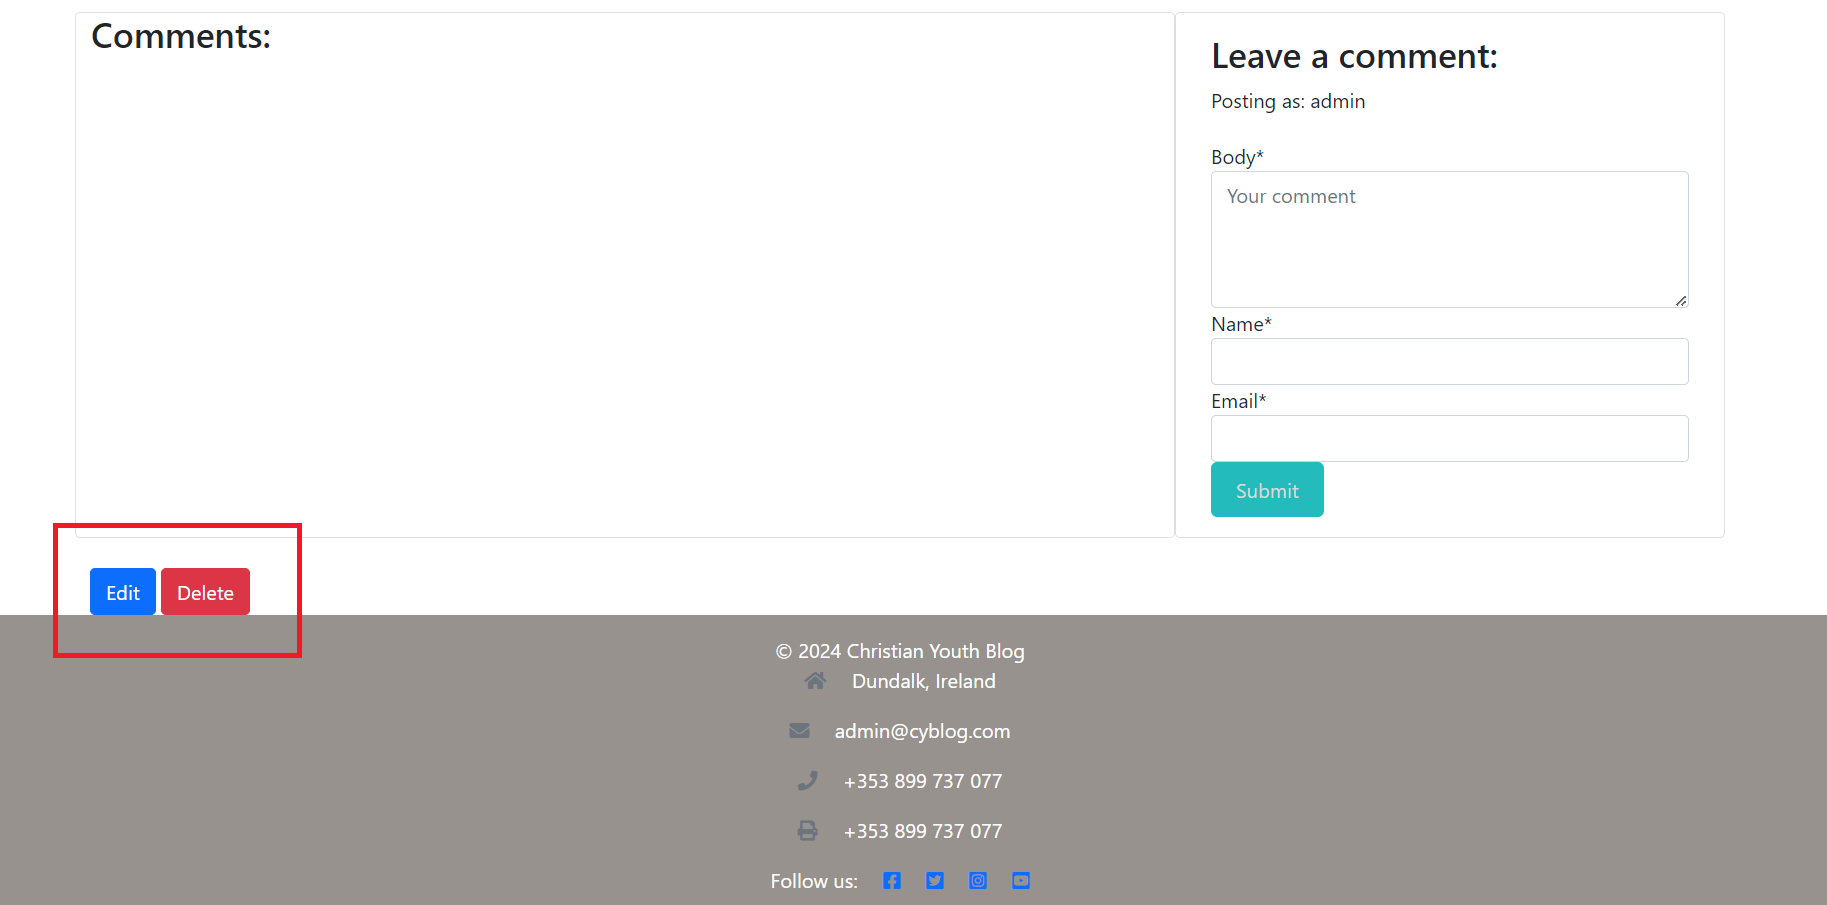 Comments:
Leave a comment:
Posting as: admin
Body*
Your comment
Name*
Email*
Submit
Edit Delete
© 2024 Christian Youth Blog
Dundalk, Ireland
admin@cyblog.com
+353 899 737 077
+353 899 737 077
Follow us: